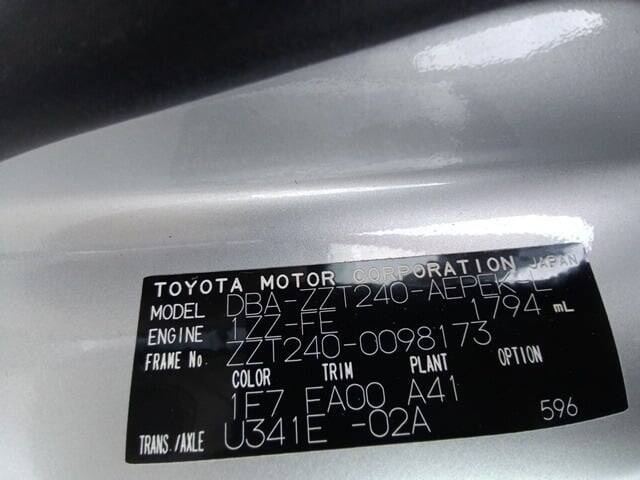 TOYOTA MOTOR CORPORATION JAPAN
MODEL DBA-ZZT240-AEPEK
ENGINE 1ZZ-FE 1794 mL
FRAME No. ZZT240-0098173
COLOR TRIM PLANT OPTION
1F7 FA00 A41
TRANS./AXLE U341E -02A 596